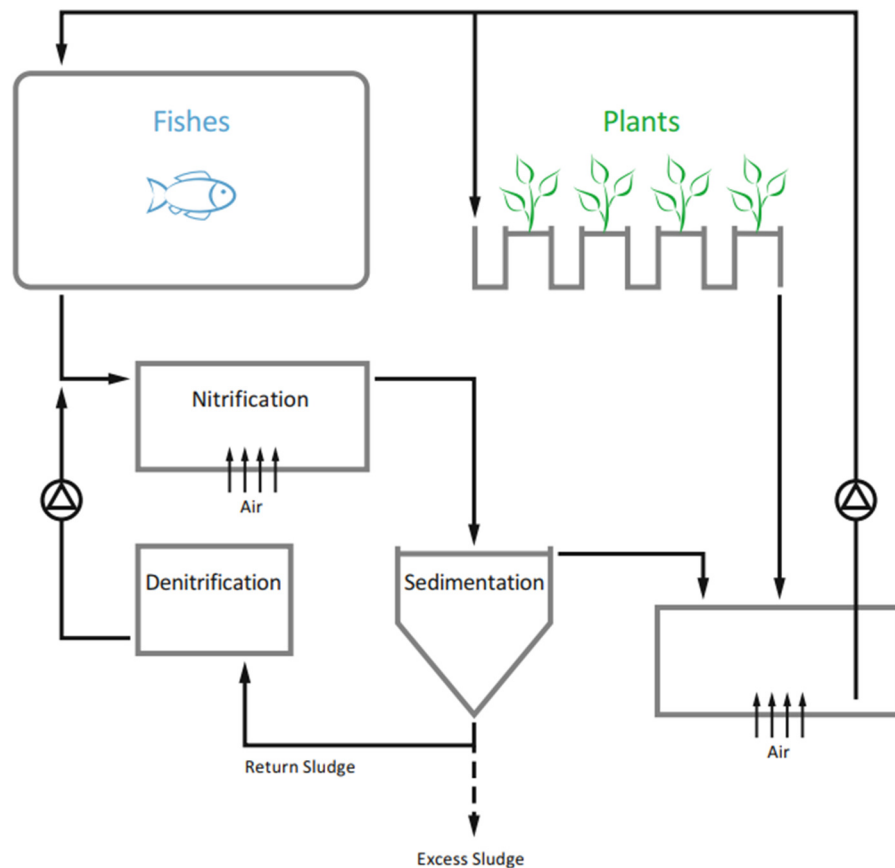 Fishes
Plants
Nitrification
Air
Denitrification
Sedimentation
Air
Return Sludge
Excess Sludge